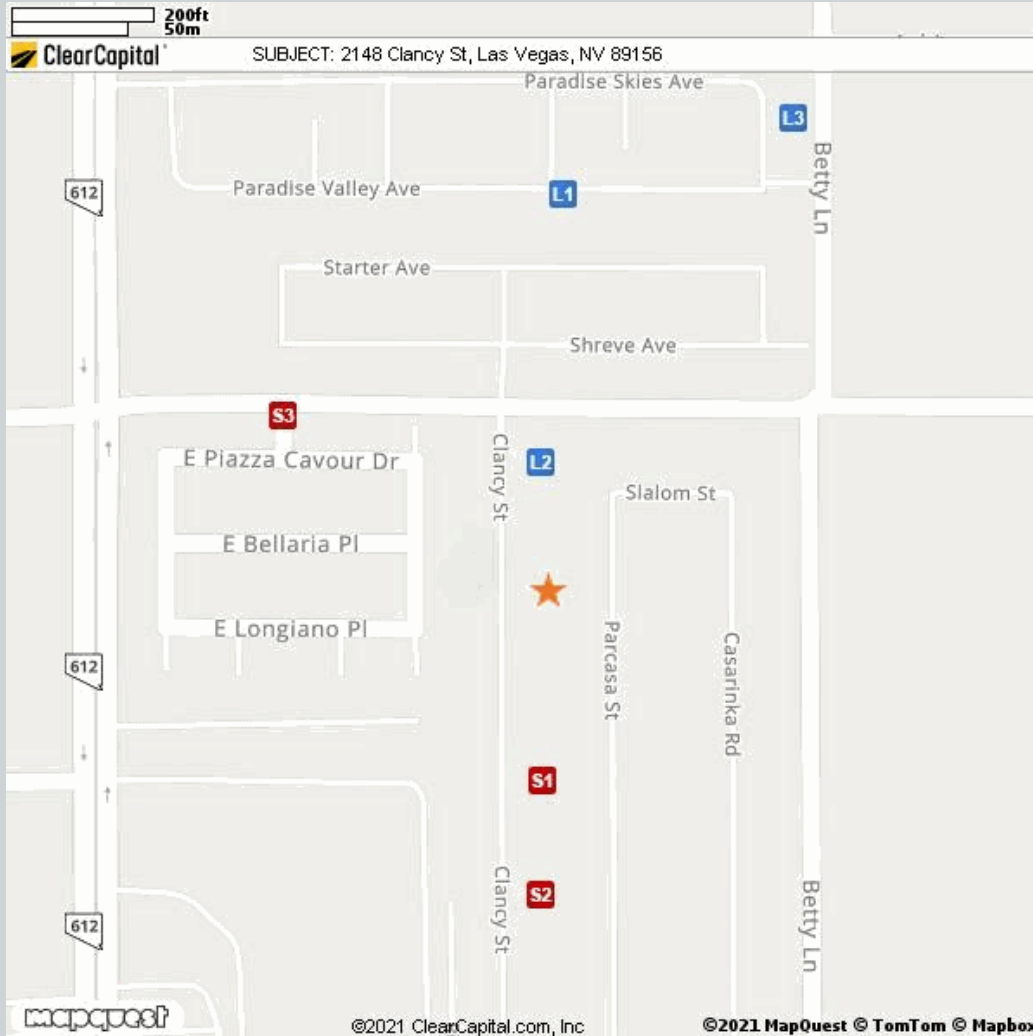 200ft
50m
ClearCapital
SUBJECT: 2148 Clancy St, Las Vegas, NV 89156
Paradise Skies Ave
L3
Betty Ln
612
Paradise Valley Ave
L1
Starter Ave
Shreve Ave
S3
Clancy St
E Piazza Cavour Dr
L2
Slalom St
E Bellaria Pl
E Longiano Pl
Parcasa St
Casarinka Rd
612
S1
S2
Clancy St
Betty Ln
612
mapquest
©2021 ClearCapital.com, Inc
©2021 MapQuest © TomTom © Mapbox